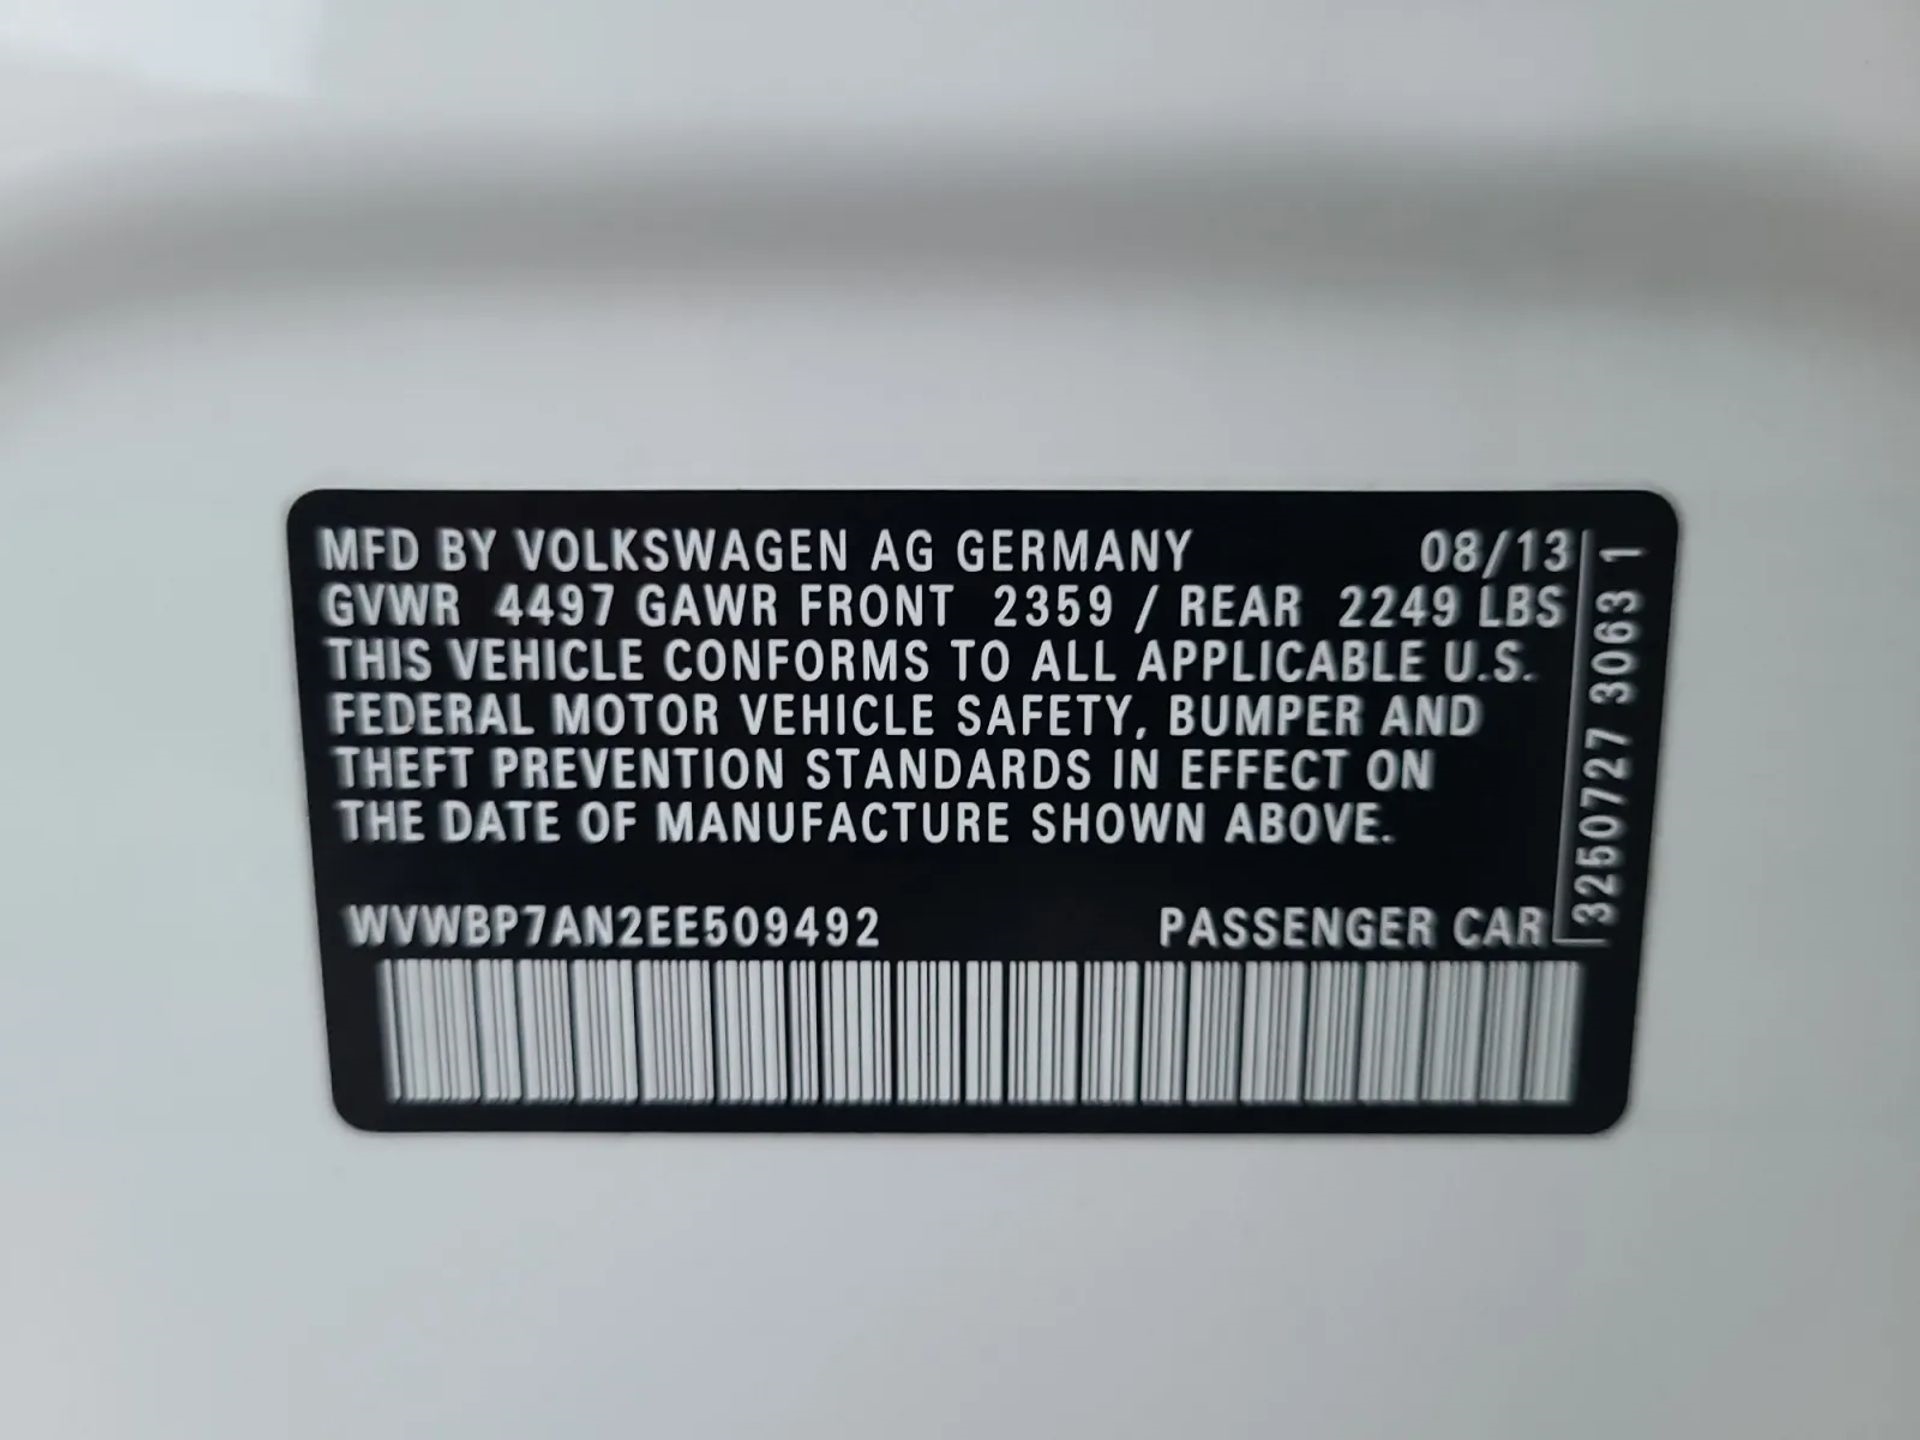 MFD BY VOLKSWAGEN AG GERMANY 08/13
GVWR 4497 GAWR FRONT 2359 / REAR 2249 LBS
THIS VEHICLE CONFORMS TO ALL APPLICABLE U.S.
FEDERAL MOTOR VEHICLE SAFETY, BUMPER AND
THEFT PREVENTION STANDARDS IN EFFECT ON
THE DATE OF MANUFACTURE SHOWN ABOVE.
WVWBP7AN2EE509492 PASSENGER CAR
3250727 3063 1